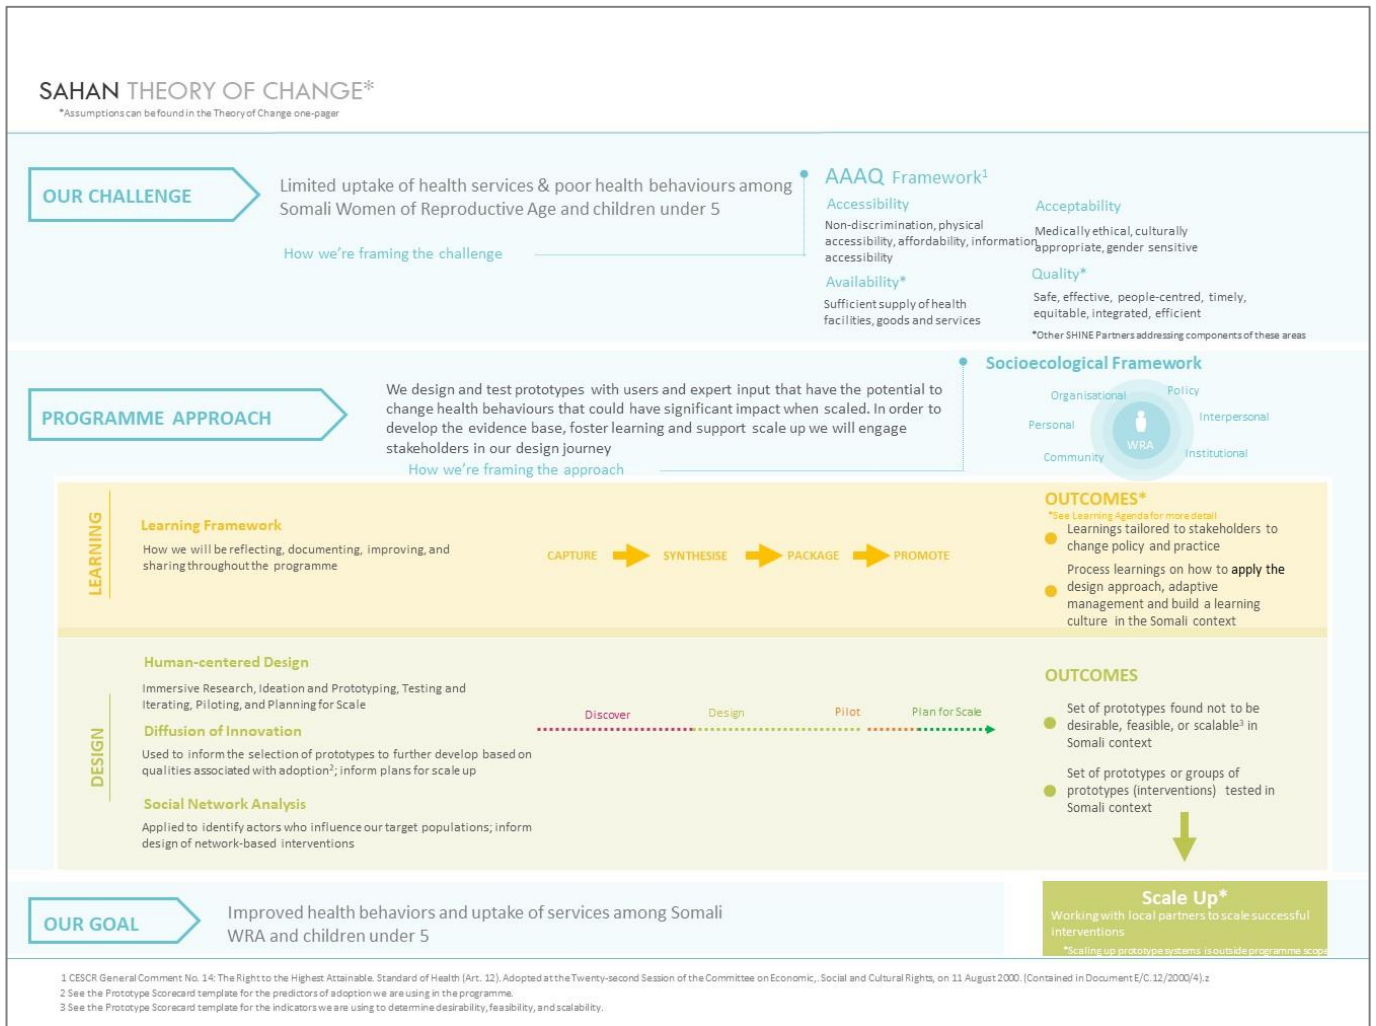 SAHAN THEORY OF CHANGE*
*Assumptions can be found in the Theory of Change one-pager
OUR CHALLENGE
Limited uptake of health services & poor health behaviours among
Somali Women of Reproductive Age and children under 5
How we're framing the challenge
AAAQ Framework1
Accessibility
Non-discrimination, physical
accessibility, affordability, information
accessibility
Acceptability
Medically ethical, culturally
appropriate, gender sensitive
Availability*
Sufficient supply of health
facilities, goods and services
Quality*
Safe, effective, people-centred, timely,
equitable, integrated, efficient
*Other SHINE Partners addressing components of these areas
PROGRAMME APPROACH
We design and test prototypes with users and expert input that have the potential to
change health behaviours that could have significant impact when scaled. In order to
develop the evidence base, foster learning and support scale up we will engage
stakeholders in our design journey
How we're framing the approach
Socioecological Framework
Organisational
Policy
Personal
Interpersonal
WRA
Community
Institutional
LEARNING
Learning Framework
How we will be reflecting, documenting, improving, and
sharing throughout the programme
CAPTURE
SYNTHESISE
PACKAGE
PROMOTE
OUTCOMES*
*See Learning Agenda for more detail
Learnings tailored to stakeholders to
change policy and practice
Process learnings on how to apply the
design approach, adaptive
management and build a learning
culture in the Somali context
DESIGN
Human-centered Design
Immersive Research, Ideation and Prototyping, Testing and
Iterating, Piloting, and Planning for Scale
Diffusion of Innovation
Used to inform the selection of prototypes to further develop based on
qualities associated with adoption2; inform plans for scale up
Social Network Analysis
Applied to identify actors who influence our target populations; inform
design of network-based interventions
Discover
Design
Pilot
Plan for Scale
OUTCOMES
Set of prototypes found not to be
desirable, feasible, or scalable3 in
Somali context
Set of prototypes or groups of
prototypes (interventions) tested in
Somali context
OUR GOAL
Improved health behaviors and uptake of services among Somali
WRA and children under 5
Scale Up*
Working with local partners to scale successful
interventions
*Scaling up prototype systems is outside programme scope
1 CESCR General Comment No. 14: The Right to the Highest Attainable. Standard of Health (Art. 12). Adopted at the Twenty-second Session of the Committee on Economic,. Social and Cultural Rights, on 11 August 2000. (Contained in Document E/C.12/2000/4).z
2 See the Prototype Scorecard template for the predictors of adoption we are using in the programme.
3 See the Prototype Scorecard template for the indicators we are using to determine desirability, feasibility, and scalability.